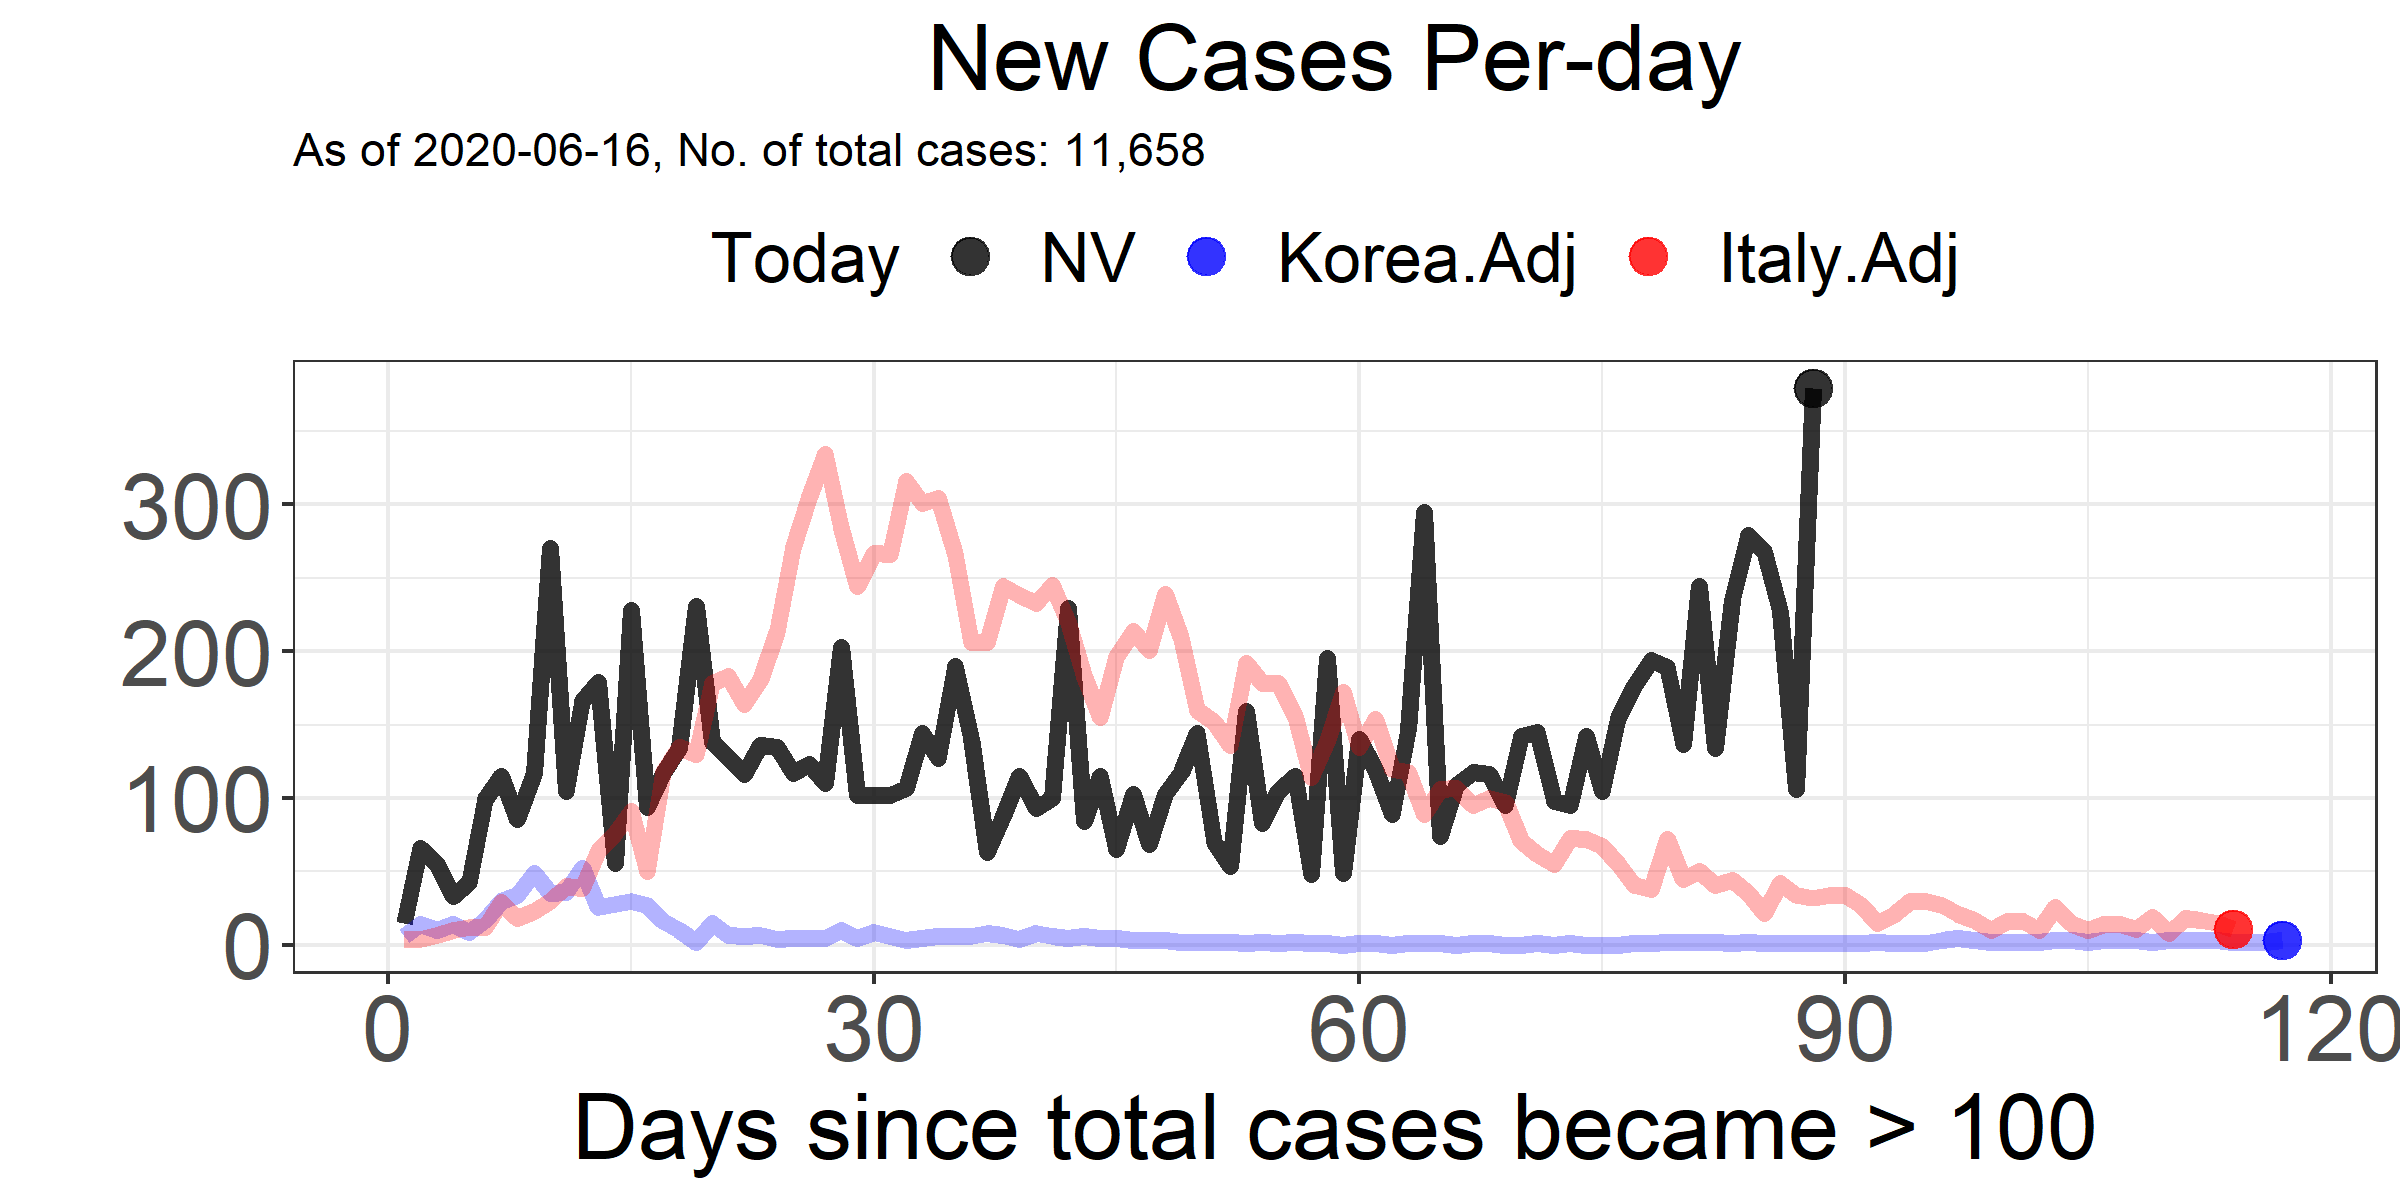 New Cases Per-day
As of 2020-06-16, No. of total cases: 11,658
Today NV Korea.Adj Italy.Adj
300
200
100
0
0 30 60 90 120
Days since total cases became > 100